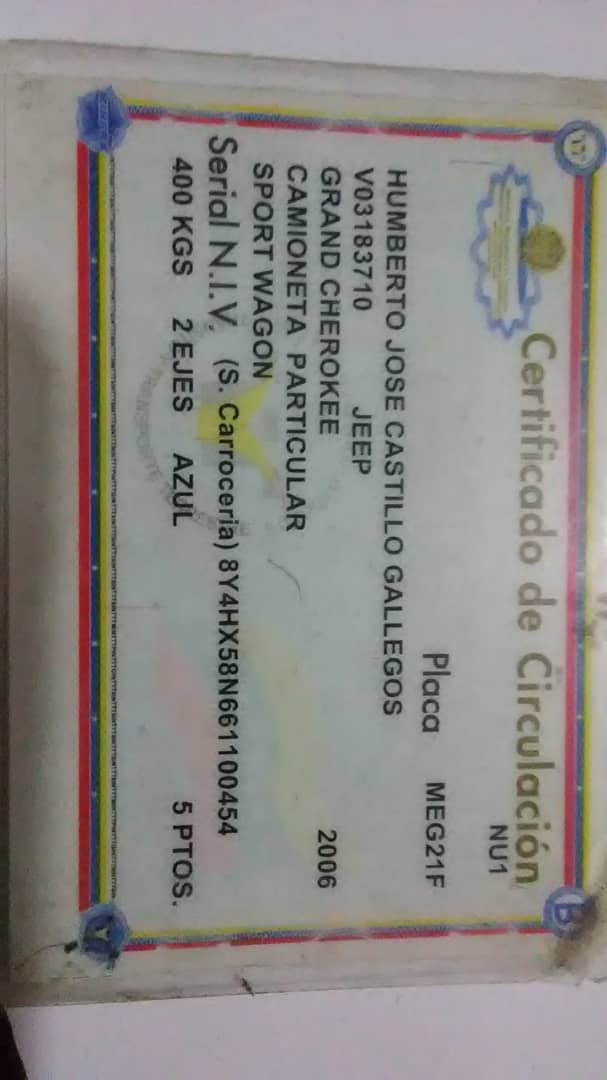 Certificado de Circulación
NU1
Placa MEG21F
HUMBERTO JOSE CASTILLO GALLEGOS
V03183710 JEEP
GRAND CHEROKEE 2006
CAMIONETA PARTICULAR
SPORT WAGON
Serial N.I.V. (S. Carroceria) 8Y4HX58N661100454
400 KGS 2 EJES AZUL 5 PTOS.